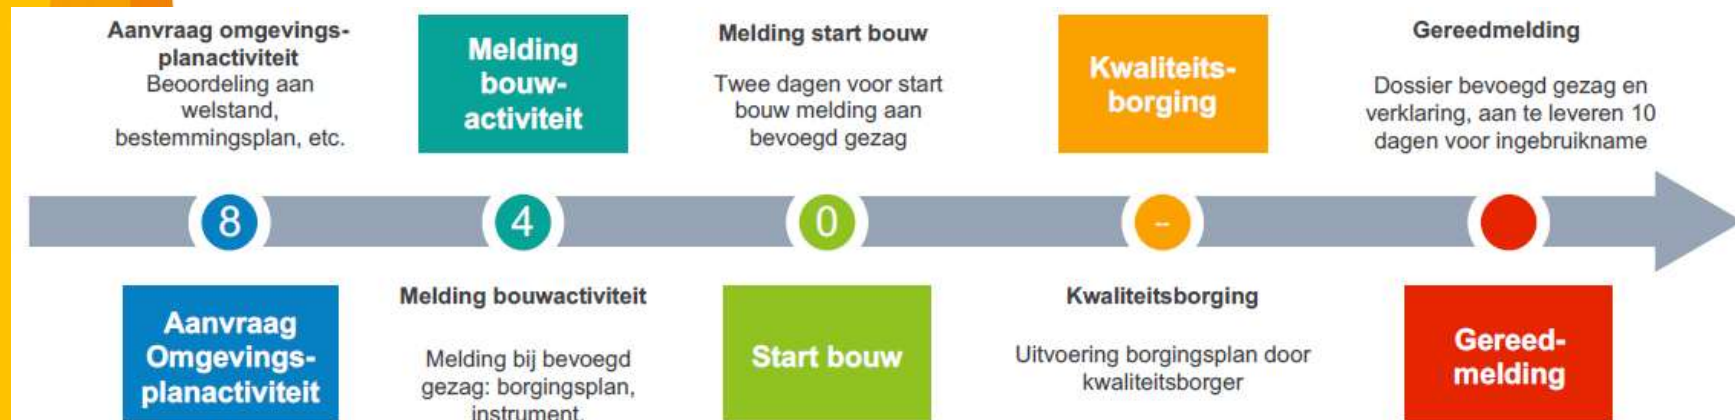 Aanvraag omgevings-
planactiviteit
Beoordeling aan
welstand,
bestemmingsplan, etc.
Melding
bouw-
activiteit
Melding start bouw
Twee dagen voor start
bouw melding aan
bevoegd gezag
Kwaliteits-
borging
Gereedmelding
Dossier bevoegd gezag en
verklaring, aan te leveren 10
dagen voor ingebruikname
8
4
0
--
Aanvraag
Omgevings-
planactiviteit
Melding bouwactiviteit
Melding bij bevoegd
gezag: borgingsplan,
instrument.
Start bouw
Kwaliteitsborging
Uitvoering borgingsplan door
kwaliteitsborger
Gereed-
melding